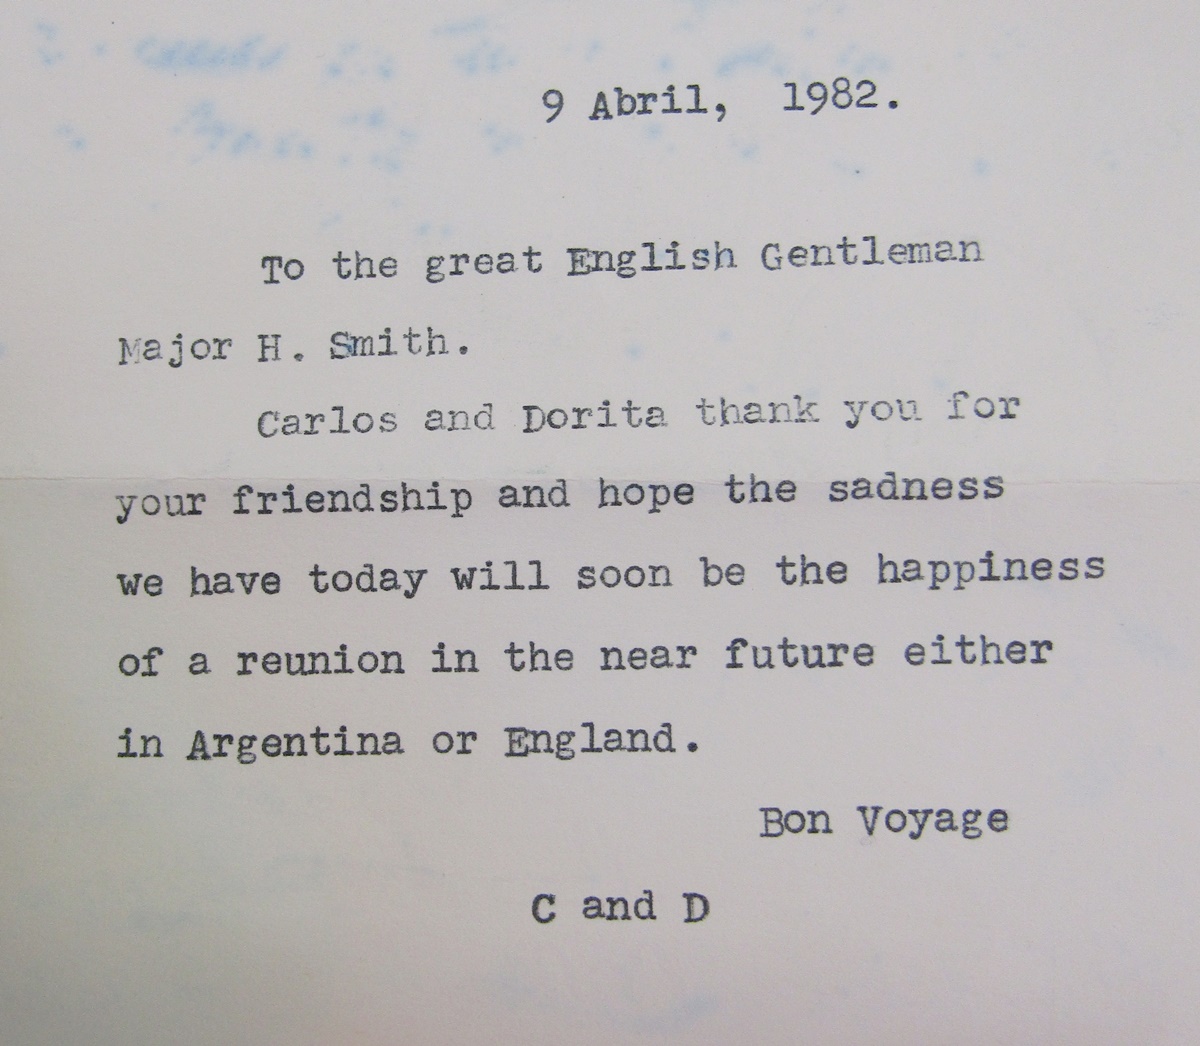 9 Abril, 1982.
To the great English Gentleman
Major H. Smith.
Carlos and Dorita thank you for
your friendship and hope the sadness
we have today will soon be the happiness
of a reunion in the near future either
in Argentina or England.
Bon Voyage
C and D